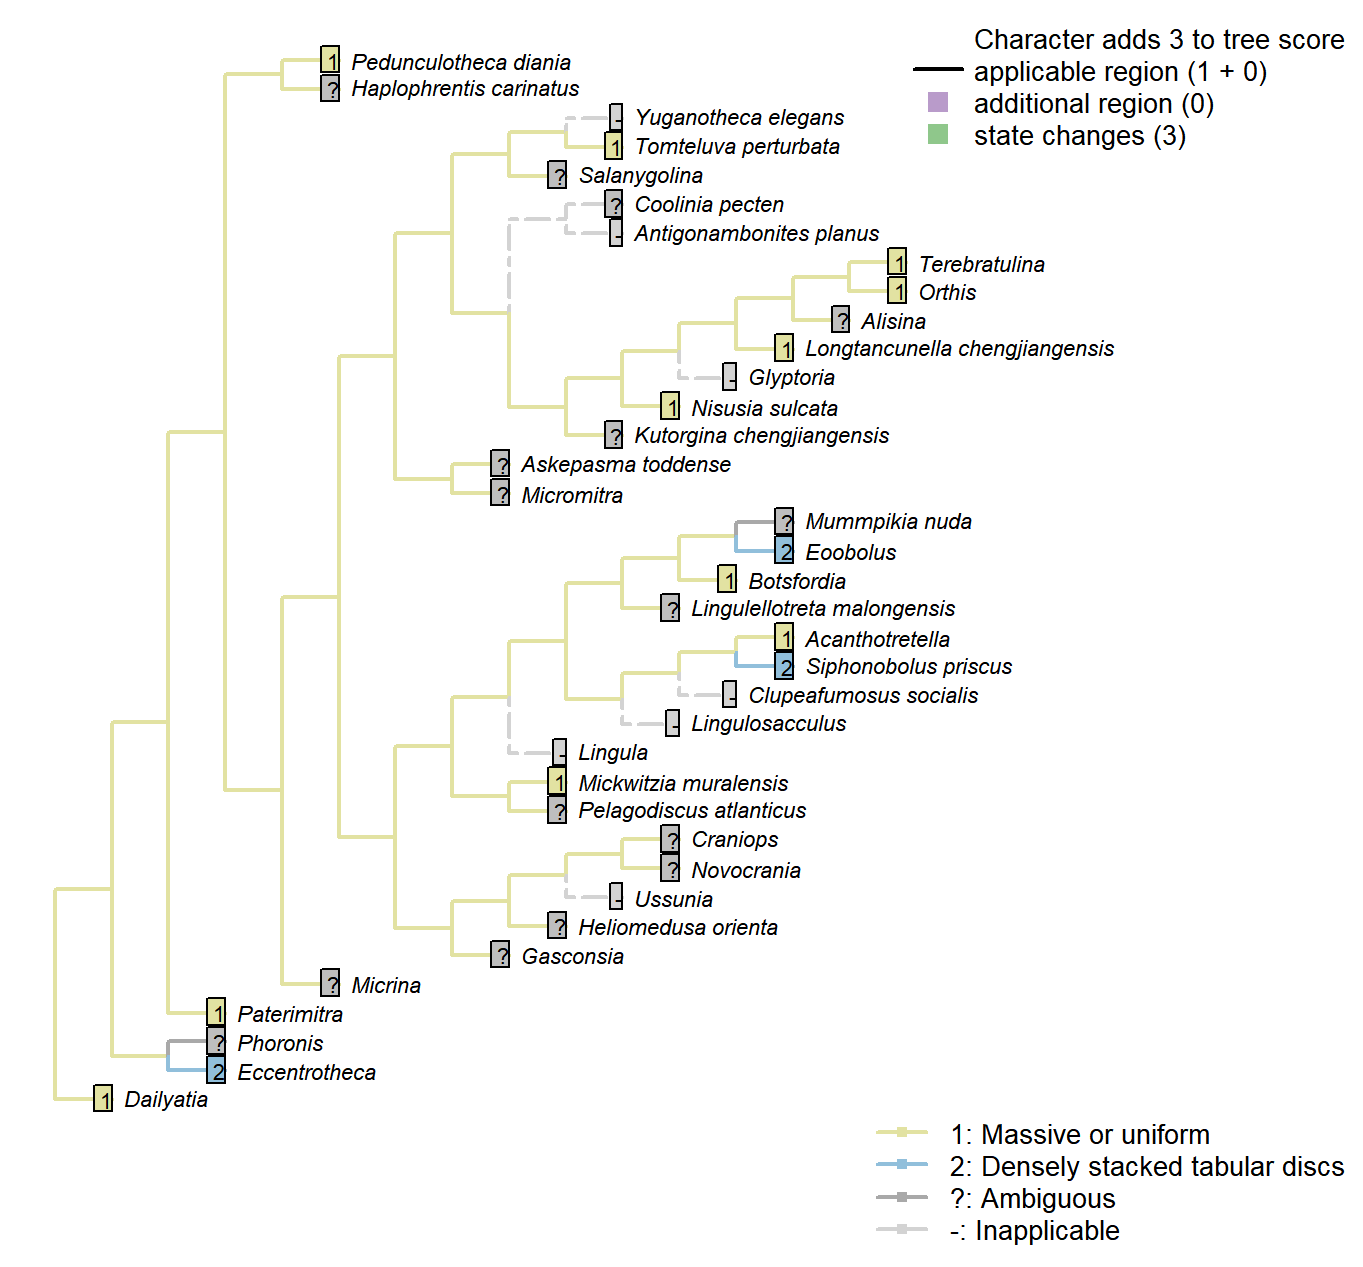 Character adds 3 to tree score
applicable region (1 + 0)
additional region (0)
state changes (3)
1 Pedunculotheca diania
? Haplophrentis carinatus
- Yuganotheca elegans
1 Tomteluva perturbata
? Salanygolina
? Coolinia pecten
- Antigonambonites planus
1 Terebratulina
1 Orthis
? Alisina
1 Longtancunella chengjiangensis
- Glyptoria
1 Nisusia sulcata
? Kutorgina chengjiangensis
? Askepasma toddense
? Micromitra
? Mummpikia nuda
2 Eoobolus
1 Botsfordia
? Lingulellotreta malongensis
1 Acanthotretella
2 Siphonobolus priscus
- Clupeafumosus socialis
- Lingulosacculus
- Lingula
1 Mickwitzia muralensis
? Pelagodiscus atlanticus
? Craniops
? Novocrania
- Ussunia
? Heliomedusa orienta
? Gasconsia
? Micrina
1 Paterimitra
? Phoronis
2 Eccentrotheca
1 Dailyatia
1: Massive or uniform
2: Densely stacked tabular discs
?: Ambiguous
-: Inapplicable